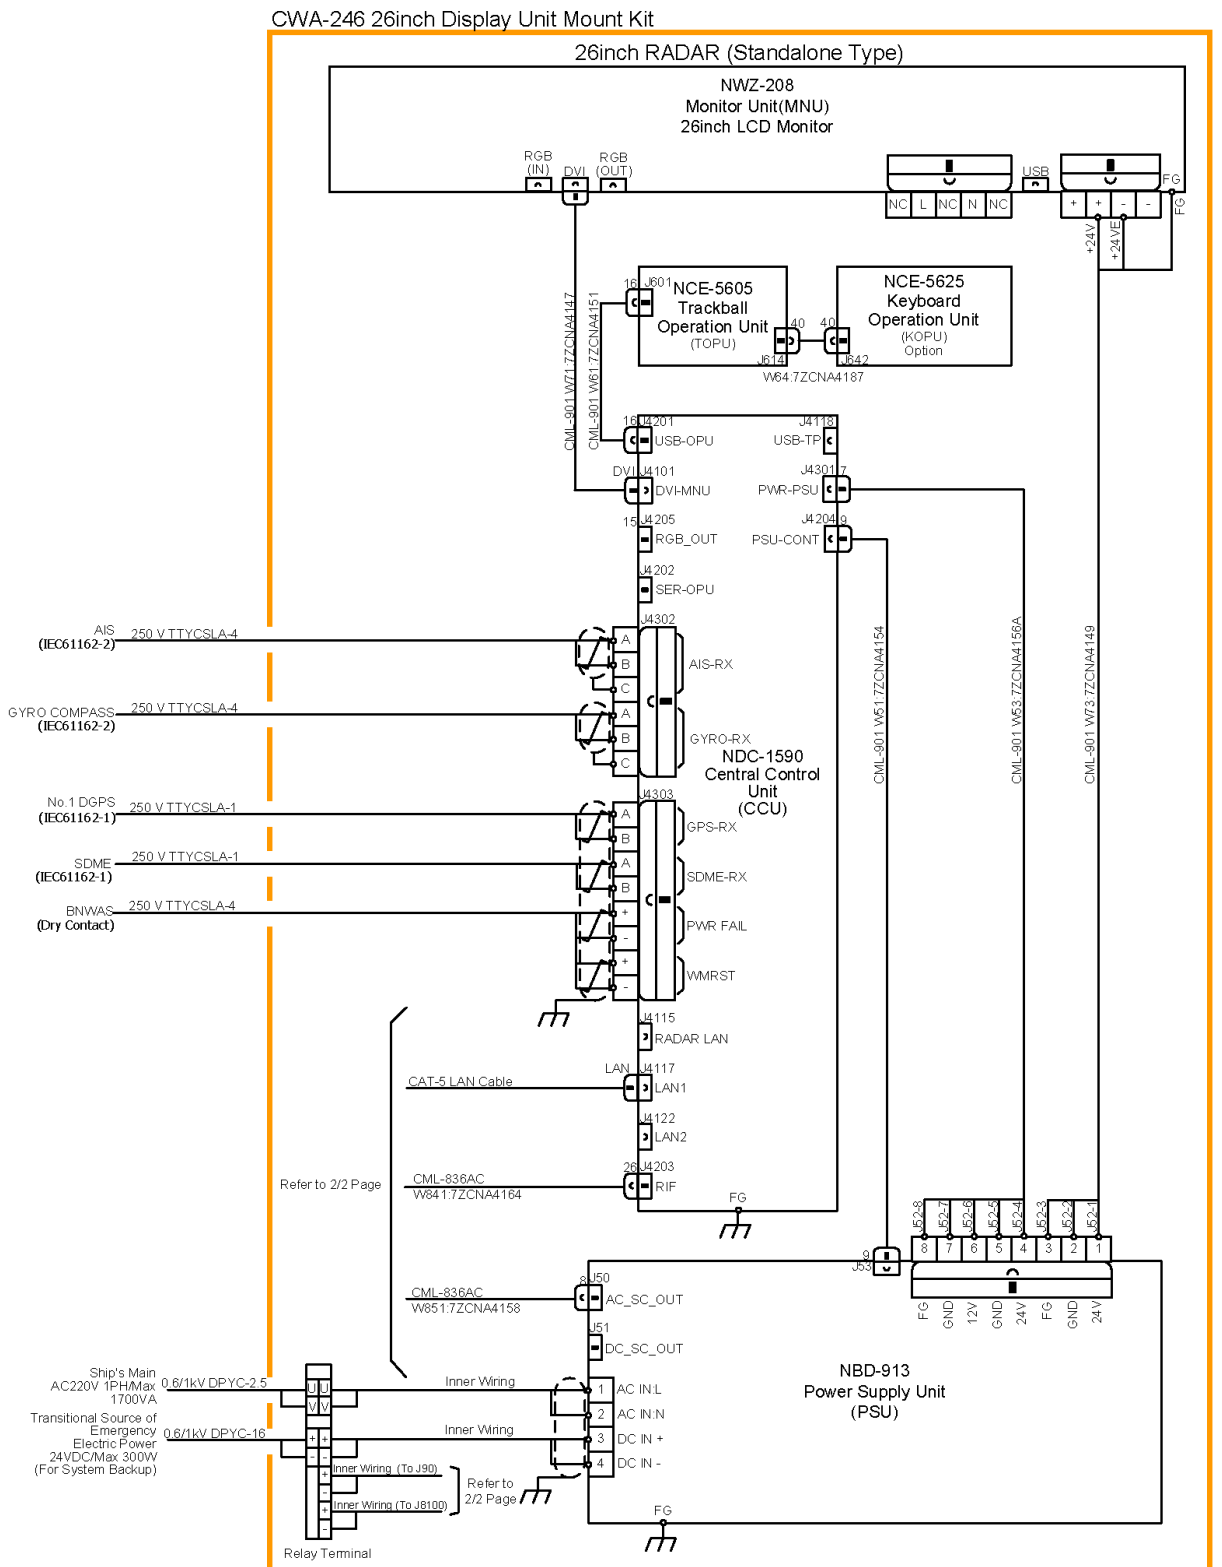 CWA-246 26inch Display Unit Mount Kit
26inch RADAR (Standalone Type)
NWZ-208
Monitor Unit(MNU)
26inch LCD Monitor
RGB
(IN)
DVI
RGB
(OUT)
USB
FG
NC L NC N NC
+ + - -
FG
+24V
+24VE
16
J601
NCE-5605
Trackball
Operation Unit
(TOPU)
40
J614
40
J642
NCE-5625
Keyboard
Operation Unit
(KOPU)
Option
W64:7ZCNA4187
CML-901 W71:7ZCNA4147
CML-901 W61:7ZCNA4151
16 J4201
USB-OPU
J4118
USB-TP
DVI J4101
DVI-MNU
J4301 7
PWR-PSU
15 J4205
RGB_OUT
J4204 9
PSU-CONT
J4202
SER-OPU
AIS
(IEC61162-2)
250 V TTYCSLA-4
J4302
A
B
C
AIS-RX
GYRO COMPASS
(IEC61162-2)
250 V TTYCSLA-4
A
B
C
GYRO-RX
NDC-1590
Central Control
Unit
(CCU)
CML-901 W51:7ZCNA4154
CML-901 W53:7ZCNA4156A
CML-901 W73:7ZCNA4149
No.1 DGPS
(IEC61162-1)
250 V TTYCSLA-1
J4303
A
B
GPS-RX
SDME
(IEC61162-1)
250 V TTYCSLA-1
A
B
SDME-RX
BNWAS
(Dry Contact)
250 V TTYCSLA-4
+
-
PWR FAIL
+
-
WMRST
J4115
RADAR LAN
CAT-5 LAN Cable
LAN J4117
LAN1
J4122
LAN2
Refer to 2/2 Page
CML-836AC
W841:7ZCNA4164
26 J4203
RIF
FG
J52-8
J52-7
J52-6
J52-5
J52-4
J52-3
J52-2
J52-1
8 7 6 5 4 3 2 1
9
J53
FG
GND
12V
GND
24V
FG
GND
24V
CML-836AC
W851:7ZCNA4158
8 J50
AC_SC_OUT
J51
DC_SC_OUT
NBD-913
Power Supply Unit
(PSU)
Ship's Main
AC220V 1PH/Max
1700VA
0.6/1kV DPYC-2.5
U U
V V
Inner Wiring
1 AC IN:L
2 AC IN:N
Transitional Source of
Emergency
Electric Power
24VDC/Max 300W
(For System Backup)
0.6/1kV DPYC-16
+ +
- -
Inner Wiring
3 DC IN +
4 DC IN -
+
Inner Wiring (To J90)
-
+
Inner Wiring (To J8100)
-
Refer to
2/2 Page
FG
Relay Terminal